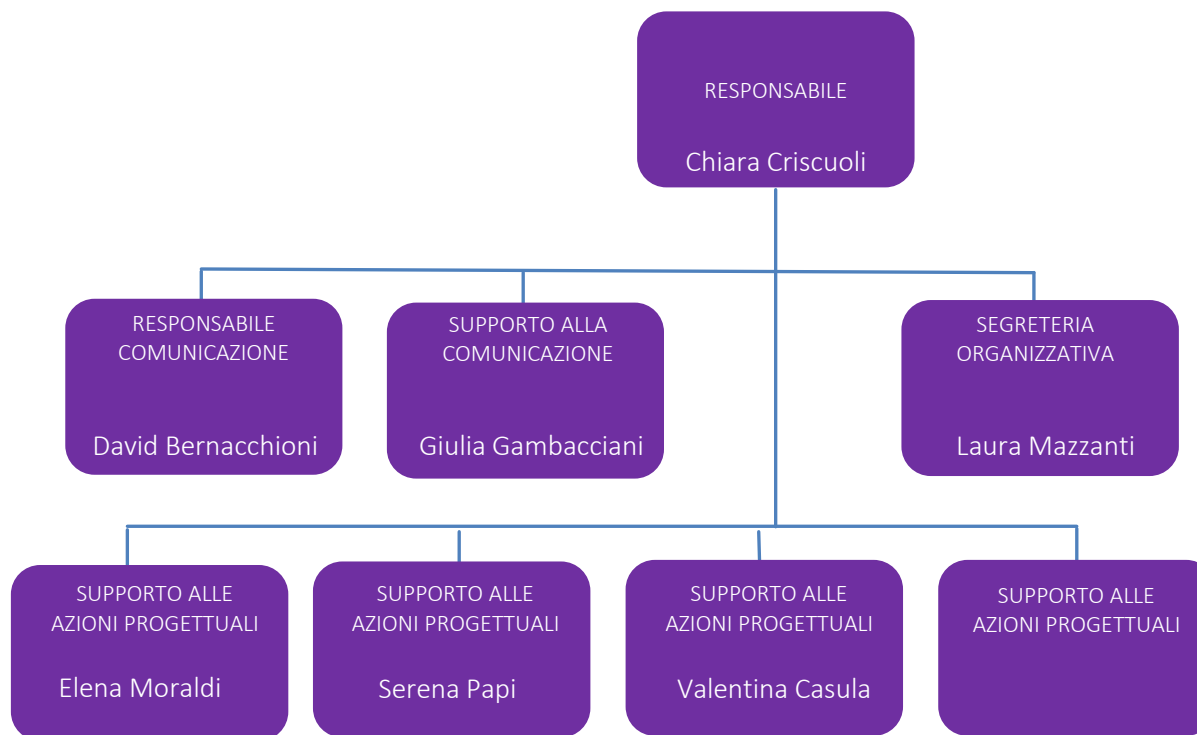 RESPONSABILE
Chiara Criscuoli
RESPONSABILE
COMUNICAZIONE
David Bernacchioni
SUPPORTO ALLA
COMUNICAZIONE
Giulia Gambacciani
SEGRETERIA
ORGANIZZATIVA
Laura Mazzanti
SUPPORTO ALLE
AZIONI PROGETTUALI
Elena Moraldi
SUPPORTO ALLE
AZIONI PROGETTUALI
Serena Papi
SUPPORTO ALLE
AZIONI PROGETTUALI
Valentina Casula
SUPPORTO ALLE
AZIONI PROGETTUALI